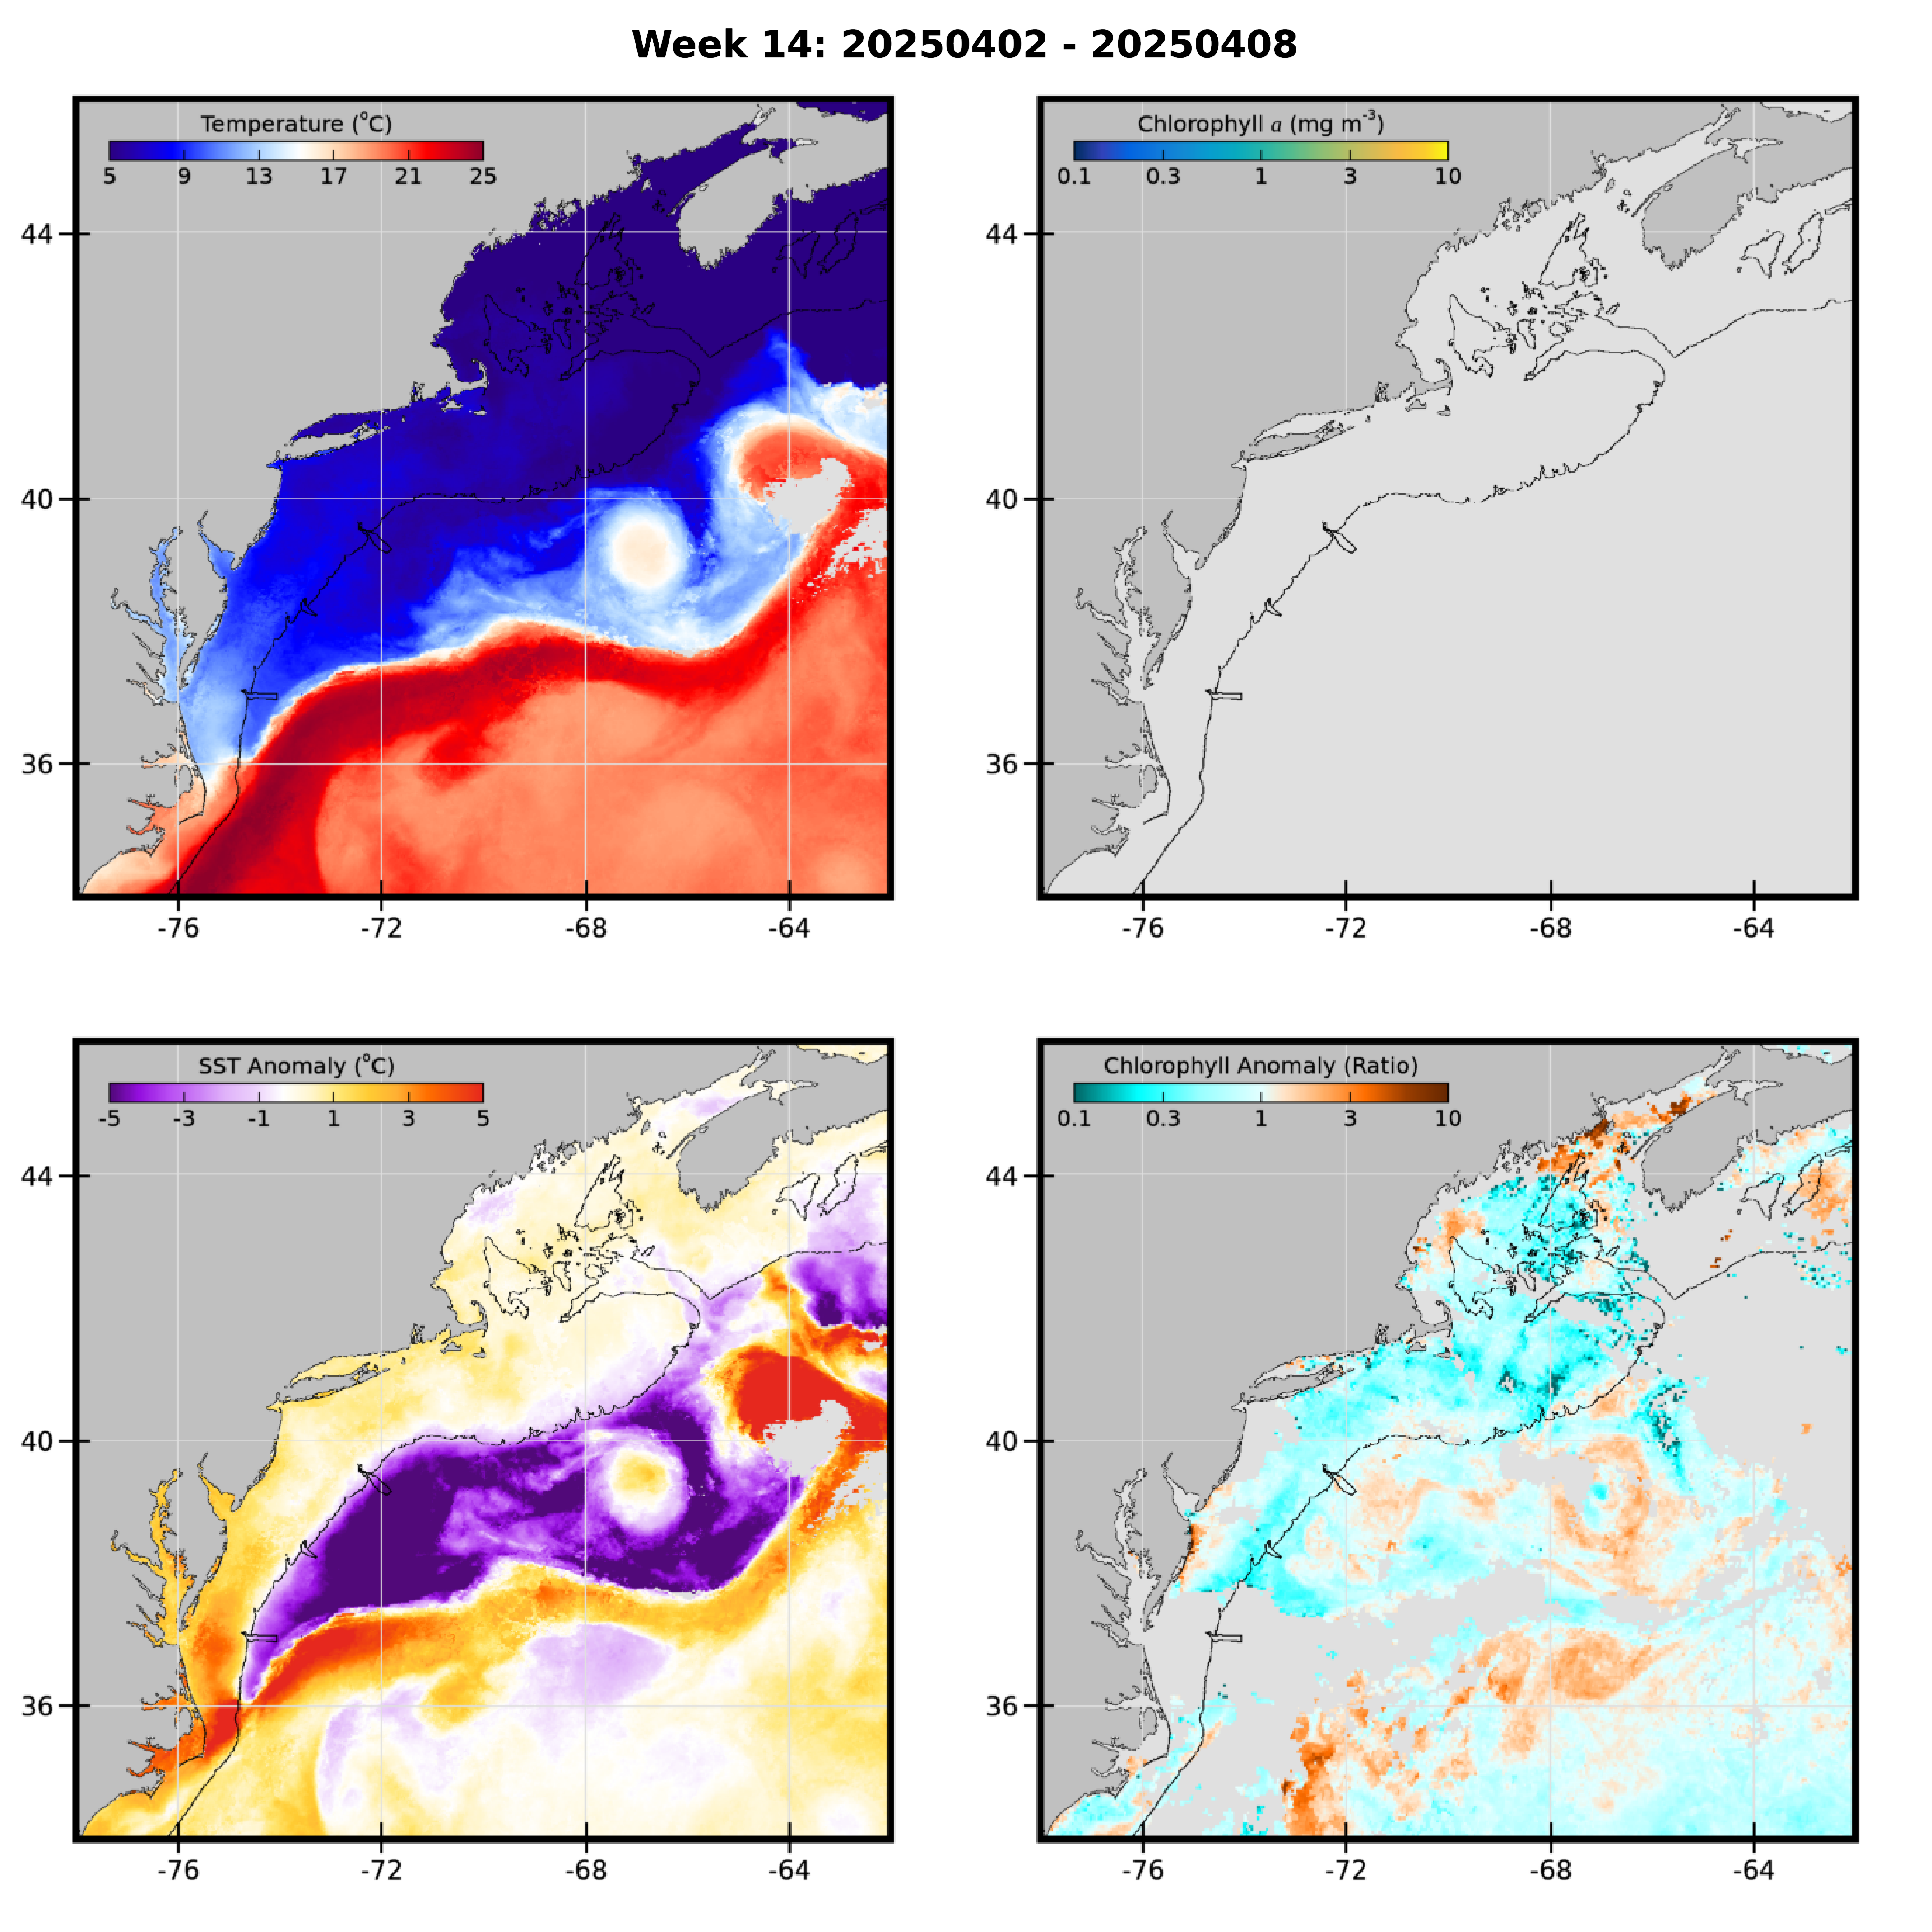 Week 14: 20250402 - 20250408
Temperature (°C)
5 9 13 17 21 25
44
40
36
-76 -72 -68 -64
Chlorophyll a (mg m⁻³)
0.1 0.3 1 3 10
44
40
36
-76 -72 -68 -64
SST Anomaly (°C)
-5 -3 -1 1 3 5
44
40
36
-76 -72 -68 -64
Chlorophyll Anomaly (Ratio)
0.1 0.3 1 3 10
44
40
36
-76 -72 -68 -64